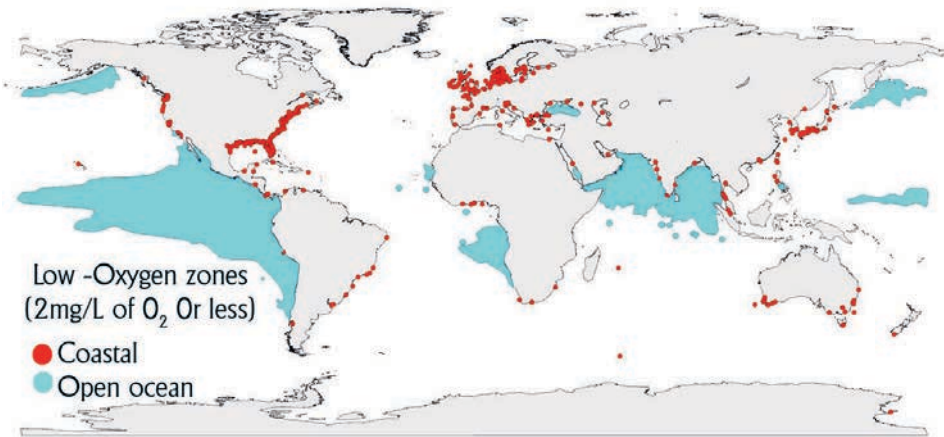 Low -Oxygen zones
(2mg/L of O₂ Or less)
Coastal
Open ocean